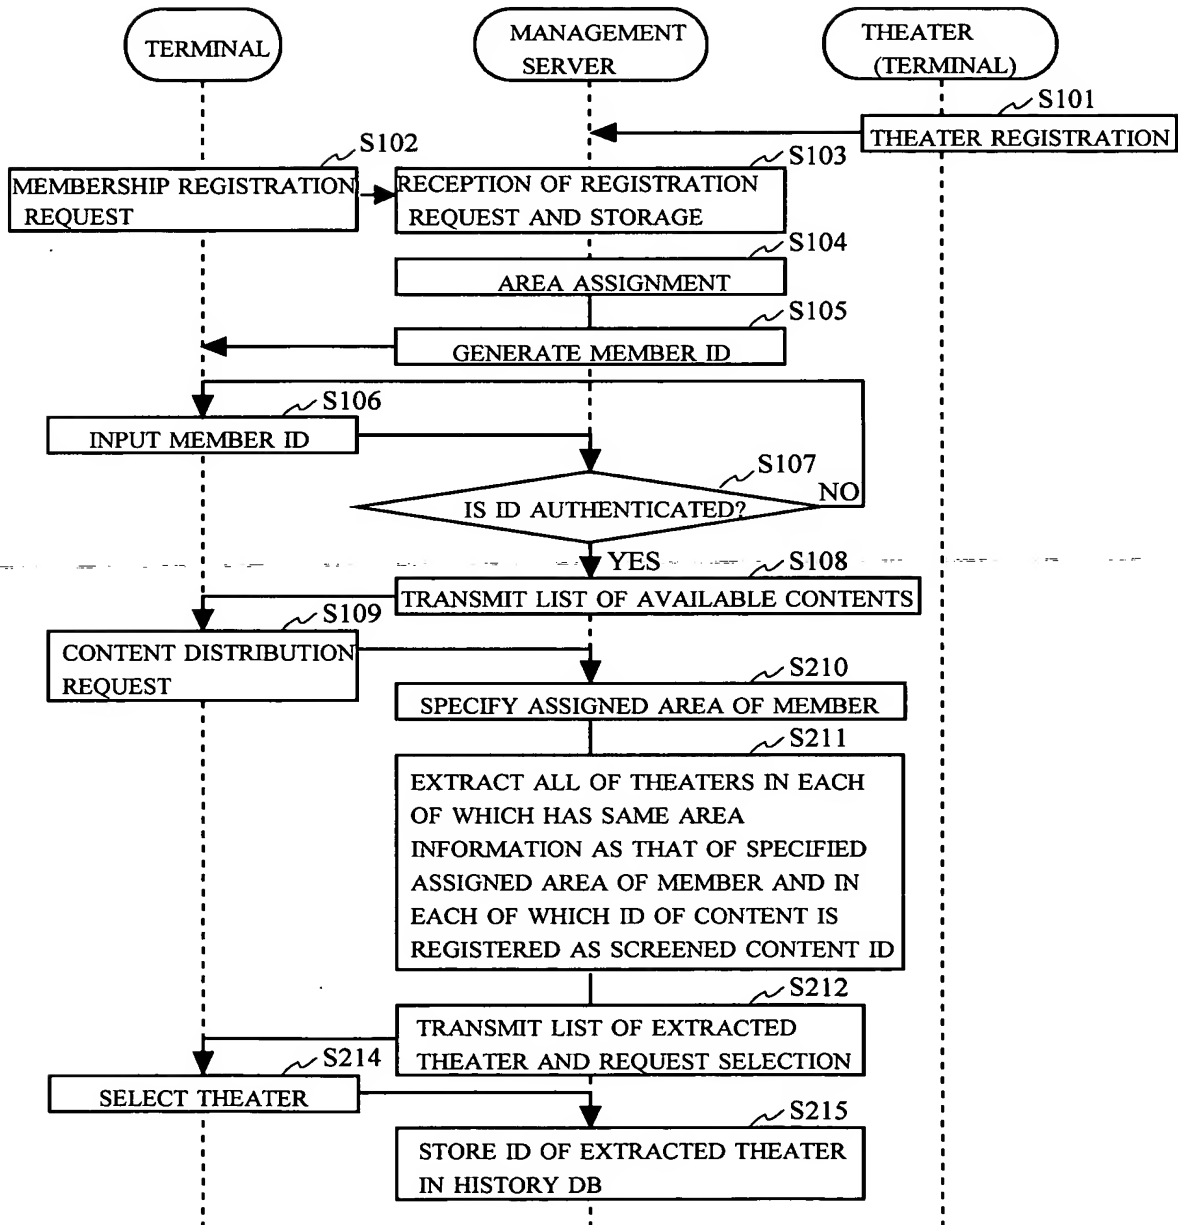 TERMINAL
MANAGEMENT
SERVER
THEATER
(TERMINAL)
S101
THEATER REGISTRATION
S102
MEMBERSHIP REGISTRATION
REQUEST
S103
RECEPTION OF REGISTRATION
REQUEST AND STORAGE
S104
AREA ASSIGNMENT
S105
GENERATE MEMBER ID
S106
INPUT MEMBER ID
S107
IS ID AUTHENTICATED?
NO
YES
S108
TRANSMIT LIST OF AVAILABLE CONTENTS
S109
CONTENT DISTRIBUTION
REQUEST
S210
SPECIFY ASSIGNED AREA OF MEMBER
S211
EXTRACT ALL OF THEATERS IN EACH
OF WHICH HAS SAME AREA
INFORMATION AS THAT OF SPECIFIED
ASSIGNED AREA OF MEMBER AND IN
EACH OF WHICH ID OF CONTENT IS
REGISTERED AS SCREENED CONTENT ID
S212
TRANSMIT LIST OF EXTRACTED
THEATER AND REQUEST SELECTION
S214
SELECT THEATER
S215
STORE ID OF EXTRACTED THEATER
IN HISTORY DB